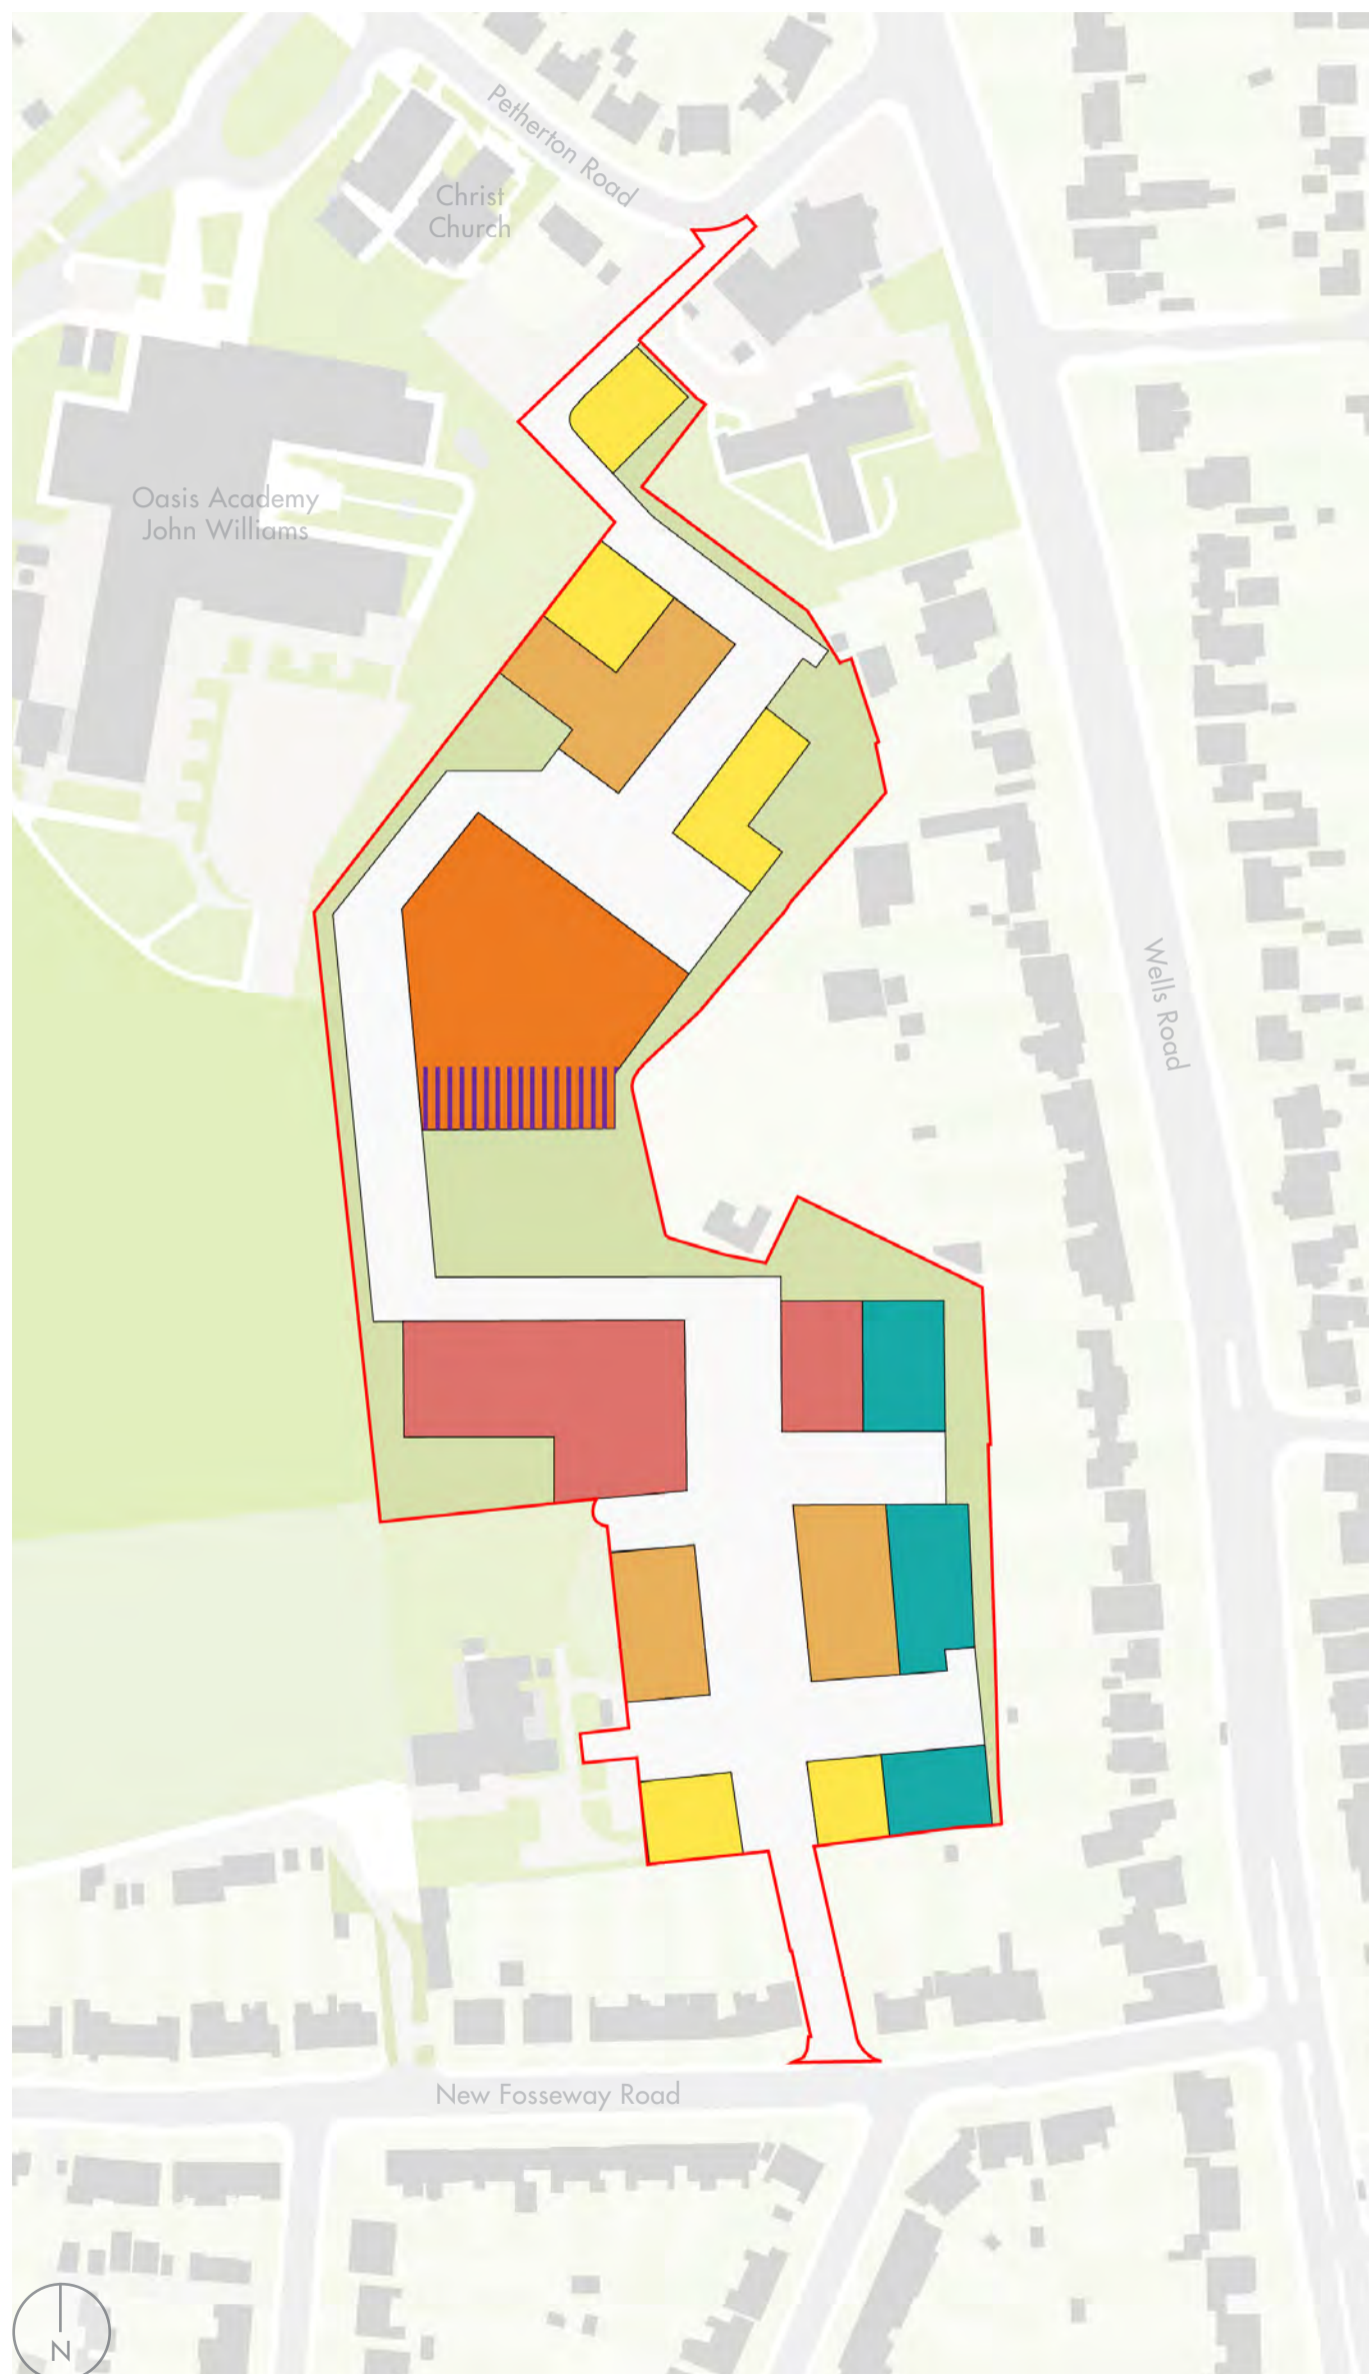 Petherton Road
Christ
Church
Oasis Academy
John Williams
Wells Road
New Fosseway Road
N